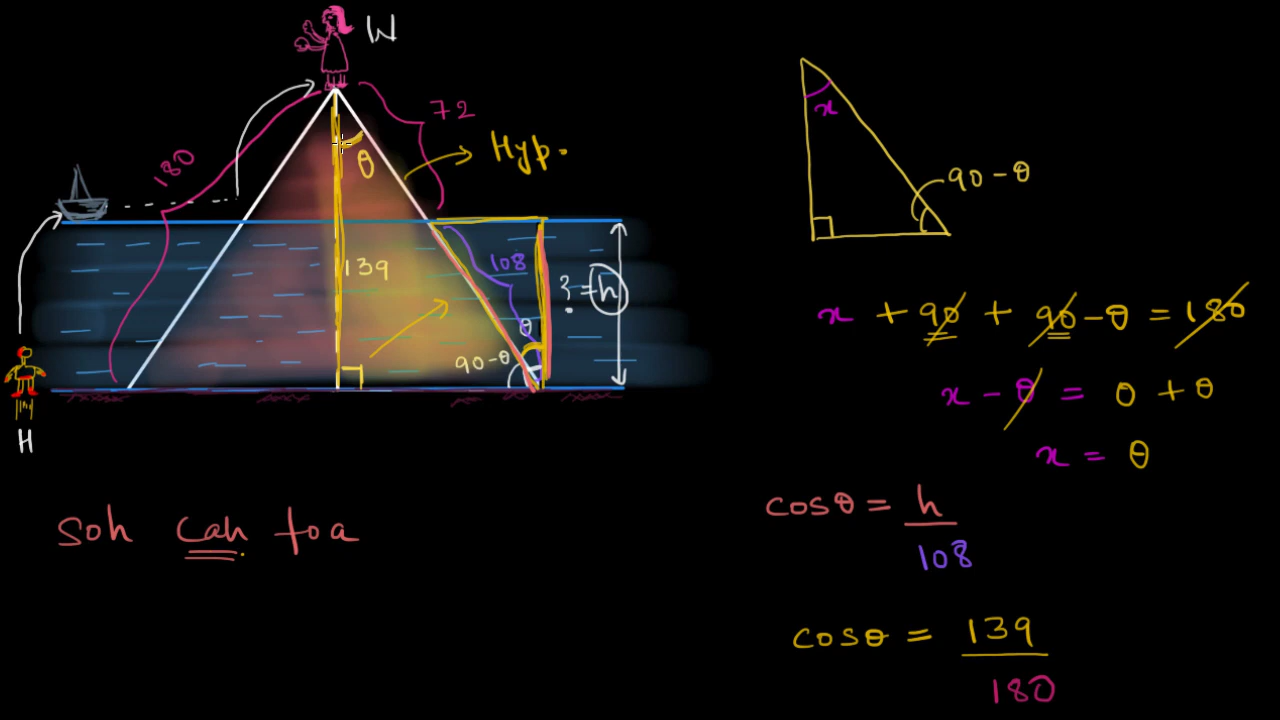 W
72
180
θ
Hyp.
139
108
? = h
θ
90-θ
H
x
90-θ
x + 90 + 90-θ = 180
x - θ = 0 + θ
x = θ
soh cah toa
cosθ = h
108
cosθ = 139
180